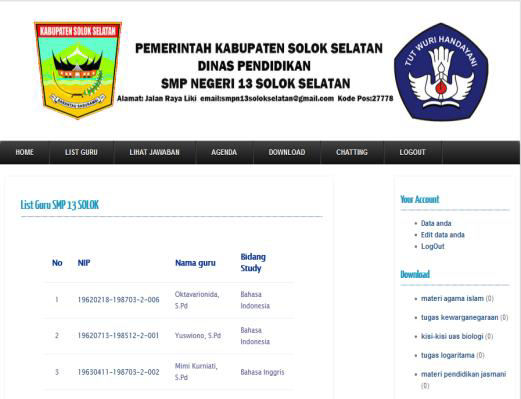 KABUPATEN SOLOK SELATAN
PEMERINTAH KABUPATEN SOLOK SELATAN
DINAS PENDIDIKAN
SMP NEGERI 13 SOLOK SELATAN
Alamat: Jalan Raya Liki email:smpn13solokselatan@gmail.com Kode Pos:27778
TUT WURI HANDAYANI
HOME LIST GURU LIHAT JAWABAN AGENDA DOWNLOAD CHATTING LOGOUT
List Guru SMP 13 SOLOK
No NIP Nama guru Bidang Study
1 19620218-198703-2-006 Oktavarionida, S.Pd Bahasa Indonesia
2 19620713-198512-2-001 Yuswiono, S.Pd Bahasa Indonesia
3 19630411-198703-2-002 Mimi Kurniati, S.Pd Bahasa Inggris
Your Account
Data anda
Edit data anda
LogOut
Download
materi agama islam (0)
tugas kewarganegaraan (0)
kisi-kisi uas biologi (0)
tugas logaritama (0)
materi pendidikan jasmani
(0)